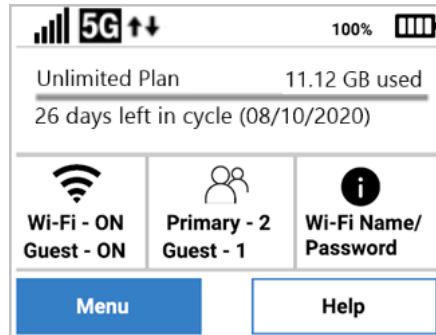 5G 100%
Unlimited Plan 11.12 GB used
26 days left in cycle (08/10/2020)
Wi-Fi - ON Primary - 2 Wi-Fi Name/
Guest - ON Guest - 1 Password
Menu Help